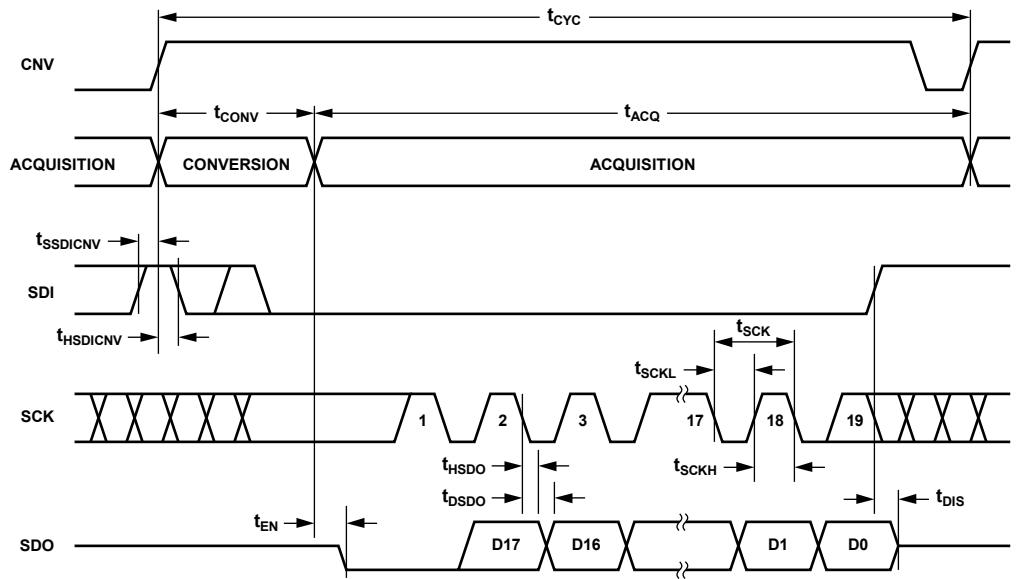 tCYC
CNV
tCONV
tACQ
ACQUISITION CONVERSION ACQUISITION
tSSDICNV
SDI
tHSDICNV
tSCK
tSCKL
SCK 1 2 3 17 18 19
tHSDO
tSCKH
tDSDO
tDIS
tEN
SDO D17 D16 D1 D0